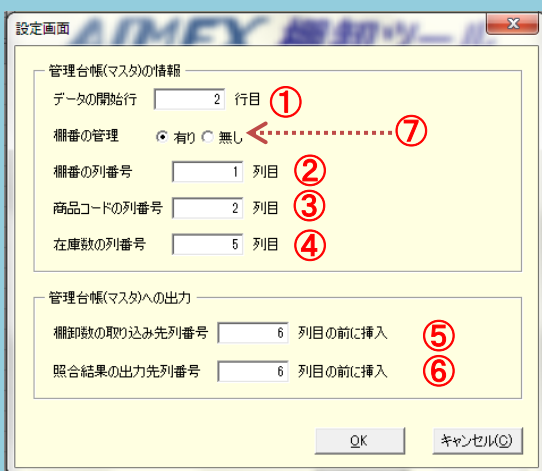 AIMEX 棚卸ツール
設定画面
管理台帳(マスタ)の情報
データの開始行 2 行目 ①
棚番の管理 有り 無し ⑦
棚番の列番号 1 列目 ②
商品コードの列番号 2 列目 ③
在庫数の列番号 5 列目 ④
管理台帳(マスタ)への出力
棚卸数の取り込み先列番号 6 列目の前に挿入 ⑤
照合結果の出力先列番号 6 列目の前に挿入 ⑥
OK キャンセル(C)